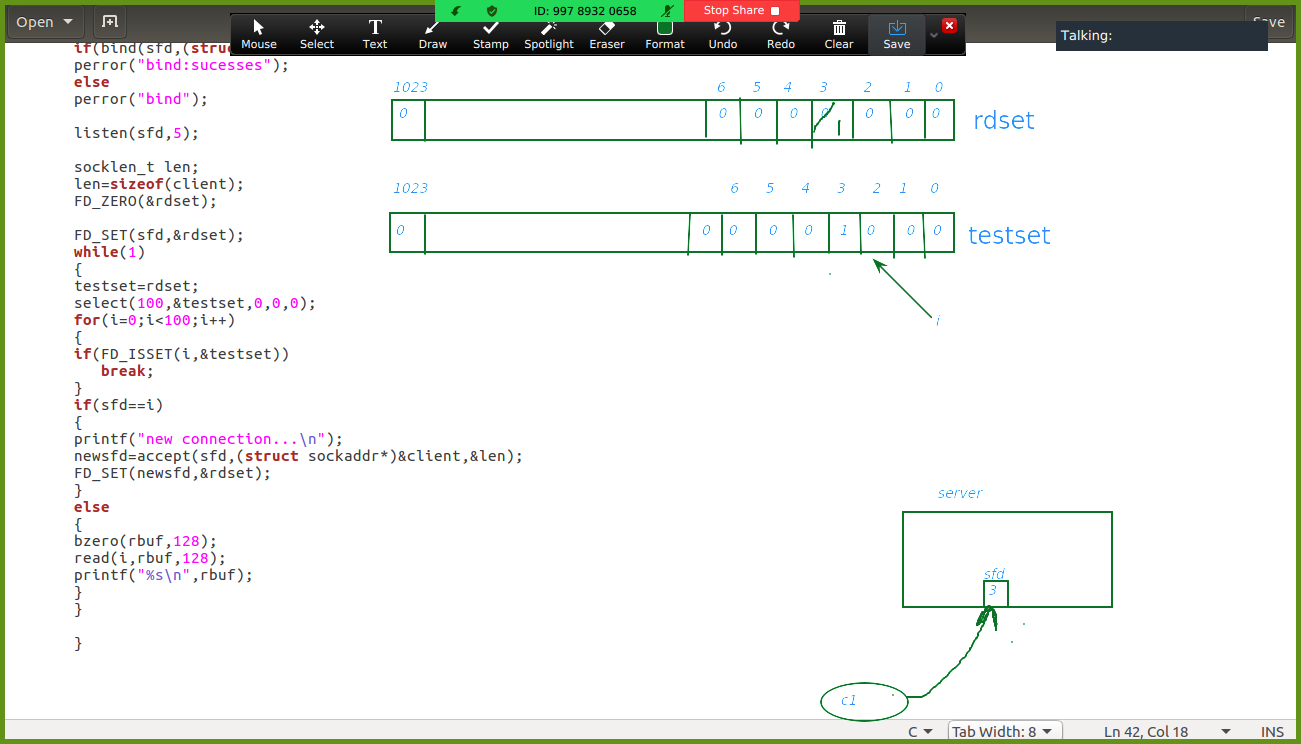 ID: 997 8932 0658 Stop Share
Open Save
Mouse Select Text Draw Stamp Spotlight Eraser Format Undo Redo Clear Save
Talking:
if(bind(sfd,(struc
perror("bind:sucesses");
else
perror("bind");
listen(sfd,5);
socklen_t len;
len=sizeof(client);
FD_ZERO(&rdset);
FD_SET(sfd,&rdset);
while(1)
{
testset=rdset;
select(100,&testset,0,0,0);
for(i=0;i<100;i++)
{
if(FD_ISSET(i,&testset))
break;
}
if(sfd==i)
{
printf("new connection...\n");
newsfd=accept(sfd,(struct sockaddr*)&client,&len);
FD_SET(newsfd,&rdset);
}
else
{
bzero(rbuf,128);
read(i,rbuf,128);
printf("%s\n",rbuf);
}
}
}
1023 6 5 4 3 2 1 0
0 0 0 0 0 1 0 0 0
rdset
1023 6 5 4 3 2 1 0
0 0 0 0 0 1 0 0 0
testset
i
server
sfd
3
c1
C Tab Width: 8 Ln 42, Col 18 INS